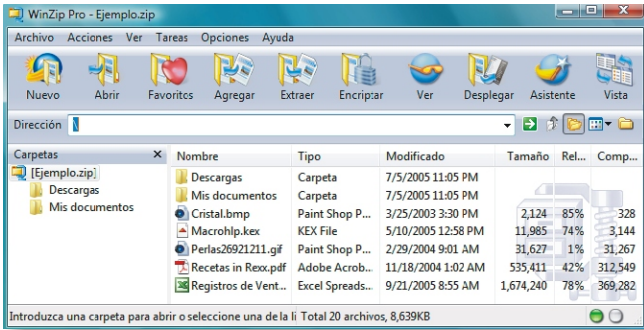 WinZip Pro - Ejemplo.zip
Archivo Acciones Ver Tareas Opciones Ayuda
Nuevo Abrir Favoritos Agregar Extraer Encriptar Ver Desplegar Asistente Vista
Dirección \
Carpetas × Nombre Tipo Modificado Tamaño Rel... Comp...
[Ejemplo.zip] Descargas Carpeta 7/5/2005 11:05 PM
Descargas Mis documentos Carpeta 7/5/2005 11:05 PM
Mis documentos Cristal.bmp Paint Shop P... 3/25/2003 3:30 PM 2,124 85% 328
Macrohlp.kex KEX File 5/10/2005 12:58 PM 11,985 74% 3,144
Perlas26921211.gif Paint Shop P... 2/29/2004 9:01 AM 31,627 1% 31,267
Recetas in Rexx.pdf Adobe Acrob... 11/18/2004 1:02 AM 535,411 42% 312,549
Registros de Vent... Excel Spreads... 9/21/2005 8:55 AM 1,674,240 78% 369,282
Introduzca una carpeta para abrir o seleccione una de la li Total 20 archivos, 8,639KB